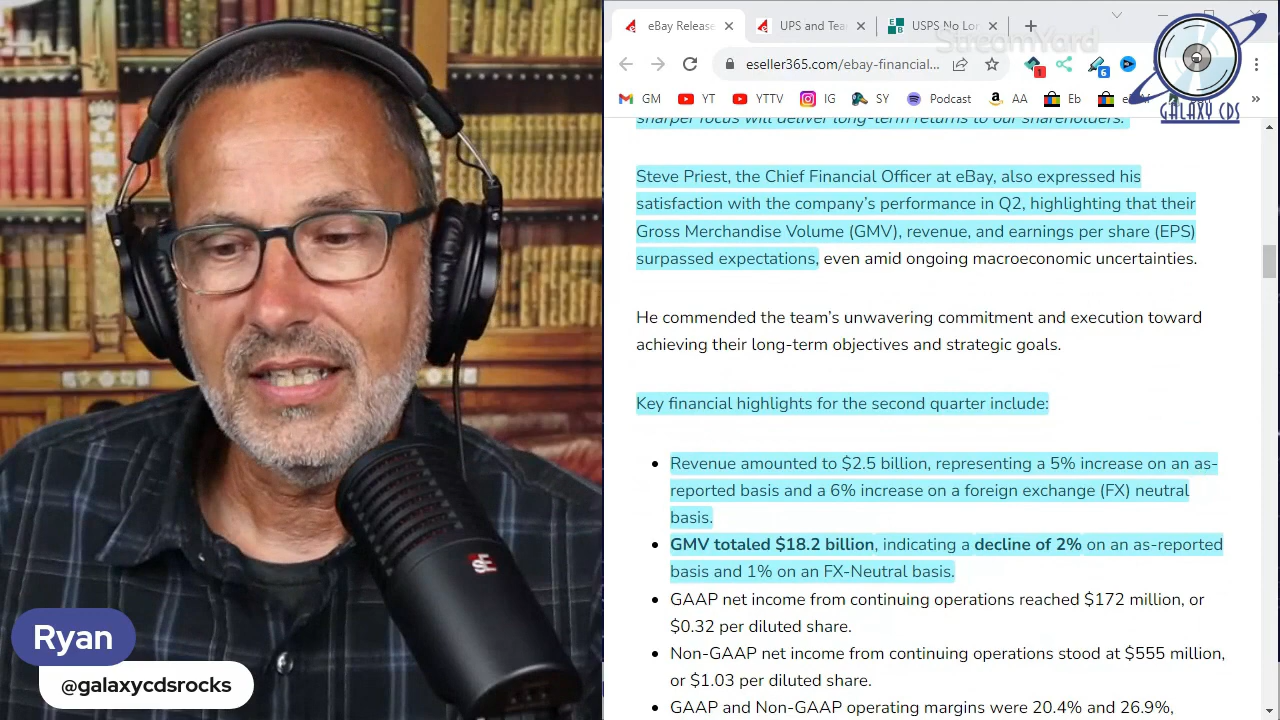 eBay Release
UPS and Tea
USPS No Lon
StreamYard
eseller365.com/ebay-financial...
1
6
GM
YT
YTTV
IG
SY
Podcast
AA
Eb
GALAXY CDS
sharper focus will deliver long-term returns to our shareholders."
Steve Priest, the Chief Financial Officer at eBay, also expressed his
satisfaction with the company's performance in Q2, highlighting that their
Gross Merchandise Volume (GMV), revenue, and earnings per share (EPS)
surpassed expectations, even amid ongoing macroeconomic uncertainties.
He commended the team's unwavering commitment and execution toward
achieving their long-term objectives and strategic goals.
Key financial highlights for the second quarter include:
Revenue amounted to $2.5 billion, representing a 5% increase on an as-
reported basis and a 6% increase on a foreign exchange (FX) neutral
basis.
GMV totaled $18.2 billion, indicating a decline of 2% on an as-reported
basis and 1% on an FX-Neutral basis.
GAAP net income from continuing operations reached $172 million, or
$0.32 per diluted share.
Non-GAAP net income from continuing operations stood at $555 million,
or $1.03 per diluted share.
GAAP and Non-GAAP operating margins were 20.4% and 26.9%,
sE
Ryan
@galaxycdsrocks